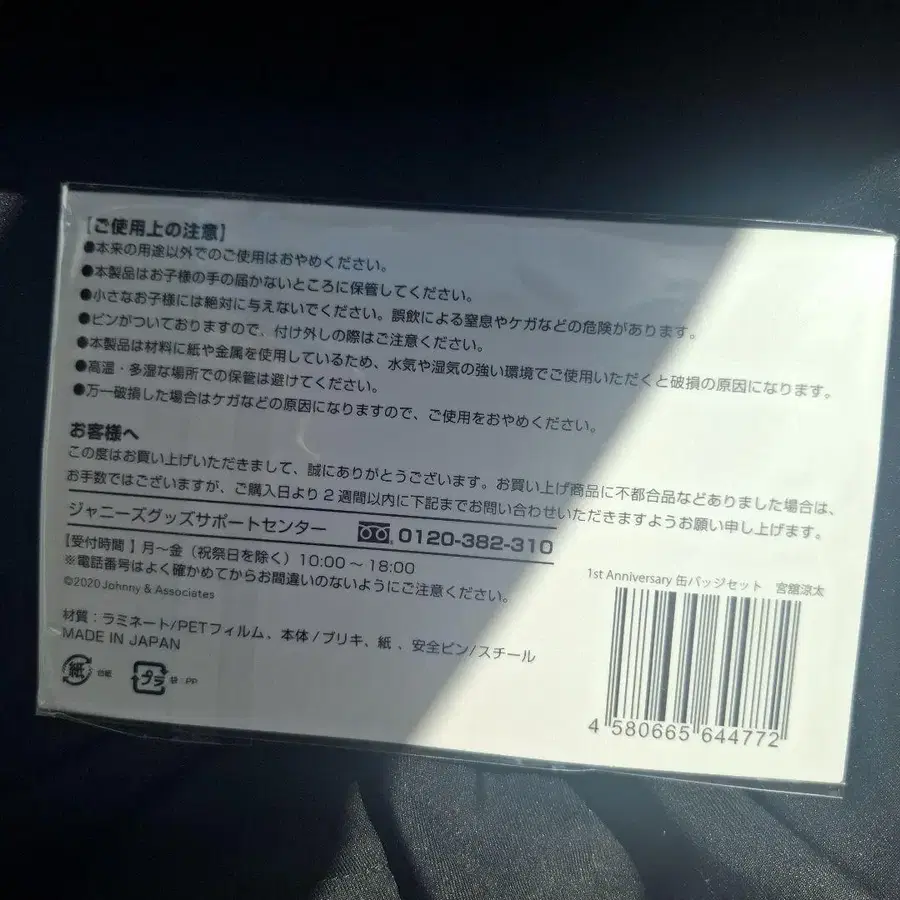 【ご使用上の注意】
●本来の用途以外でのご使用はおやめください。
●本製品はお子様の手の届かないところに保管してください。
●小さなお子様には絶対に与えないでください。誤飲による窒息やケガなどの危険があります。
●ピンがついておりますので、付け外しの際はご注意ください。
●本製品は材料に紙や金属を使用しているため、水気や湿気の強い環境でご使用いただくと破損の原因になります。
●高温・多湿な場所での保管は避けてください。
●万一破損した場合はケガなどの原因になりますので、ご使用をおやめください。
お客様へ
この度はお買い上げいただきまして、誠にありがとうございます。お買い上げ商品に不都合品などありました場合は、
お手数ではございますが、ご購入日より2週間以内に下記までお問い合わせいただきますようお願い申し上げます。
ジャニーズグッズサポートセンター 0120-382-310
【受付時間】月〜金(祝祭日を除く)10:00〜18:00
※電話番号はよく確かめてからお間違いのないようにご注意ください。
©2020 Johnny & Associates
材質:ラミネート/PETフィルム、本体/ブリキ、紙、安全ピン/スチール
MADE IN JAPAN
紙 台紙 プラ 袋:PP
1st Anniversary 缶バッジセット 宮舘涼太
4 580665 644772